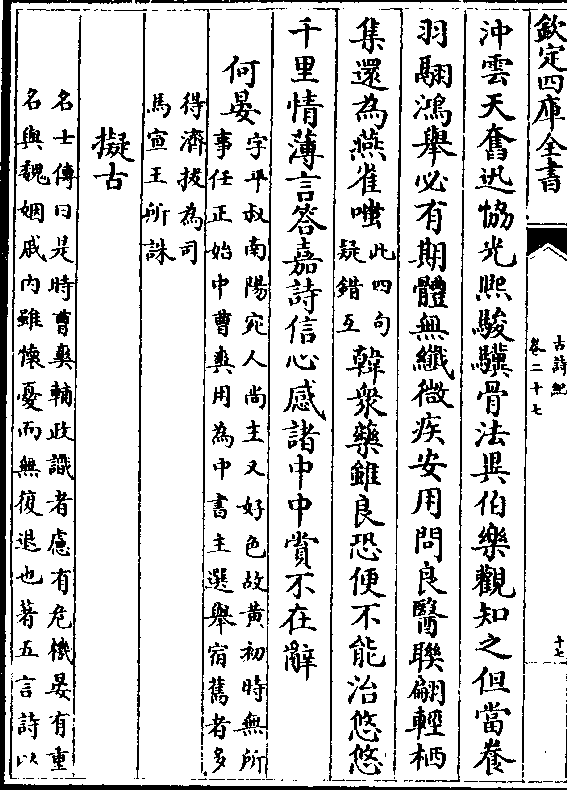 欽定四庫全書
古詩紀
卷二十七
十七
沖雲天奮迅協光熙駿驥骨法異伯樂觀知之但當養
羽翮鴻舉必有期體無纖微疾安用問良醫聯翩輕栖
集還為燕雀嗤
此四句
疑錯互
韓衆藥雖良恐便不能治悠悠
千里情薄言答嘉詩信心感諸中中賞不在辭
何晏
字平叔南陽宛人尚主又好色故黄初時無所
事任正始中曹爽用為中書主選舉宿舊者多
得濟拔為司
馬宣王所誅
擬古
名士傳曰是時曹爽輔政識者慮有危機晏有重
名與魏姻戚内雖懷憂而無復退也著五言詩以